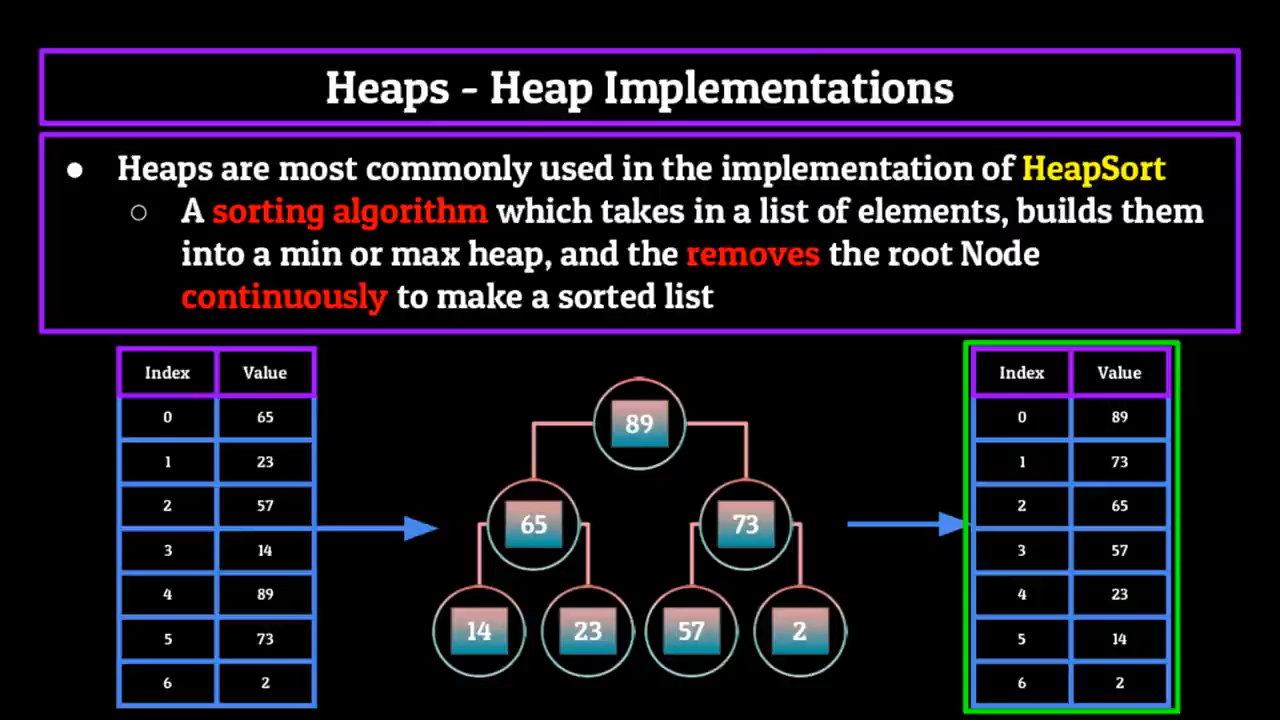 Heaps - Heap Implementations
● Heaps are most commonly used in the implementation of HeapSort
○ A sorting algorithm which takes in a list of elements, builds them
into a min or max heap, and the removes the root Node
continuously to make a sorted list
Index Value
0 65
1 23
2 57
3 14
4 89
5 73
6 2
89
65 73
14 23 57 2
Index Value
0 89
1 73
2 65
3 57
4 23
5 14
6 2